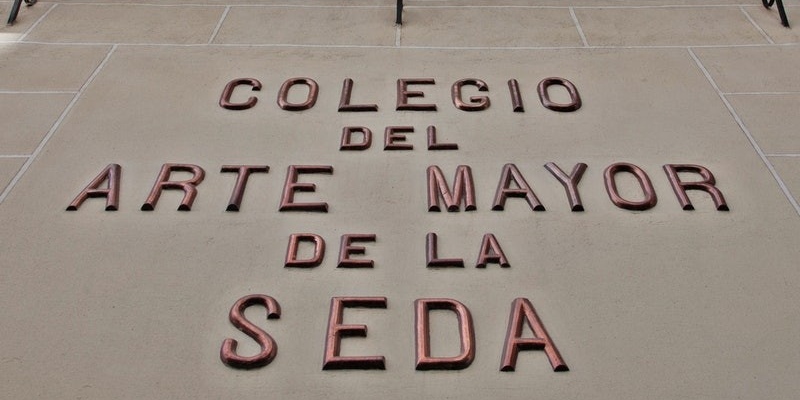 COLEGIO
DEL
ARTE MAYOR
DE LA
SEDA